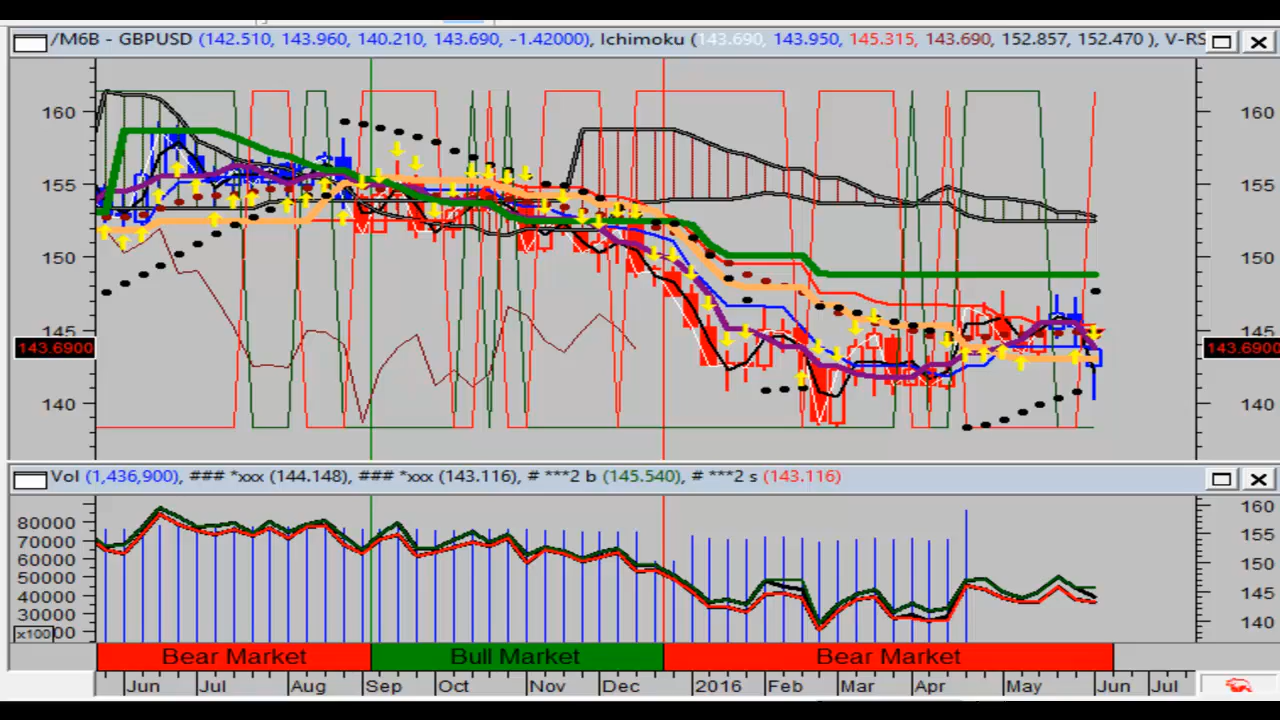 /M6B - GBPUSD (142.510, 143.960, 140.210, 143.690, -1.42000), Ichimoku (143.690, 143.950, 145.315, 143.690, 152.857, 152.470 ), V-RS
160 160
155 155
150 150
145 145
143.6900 143.6900
140 140
Vol (1,436,900), ### *xxx (144.148), ### *xxx (143.116), # ***2 b (145.540), # ***2 s (143.116)
80000 160
70000 155
60000
50000 150
40000 145
30000 140
x100 00
Bear Market Bull Market Bear Market
Jun Jul Aug Sep Oct Nov Dec 2016 Feb Mar Apr May Jun Jul